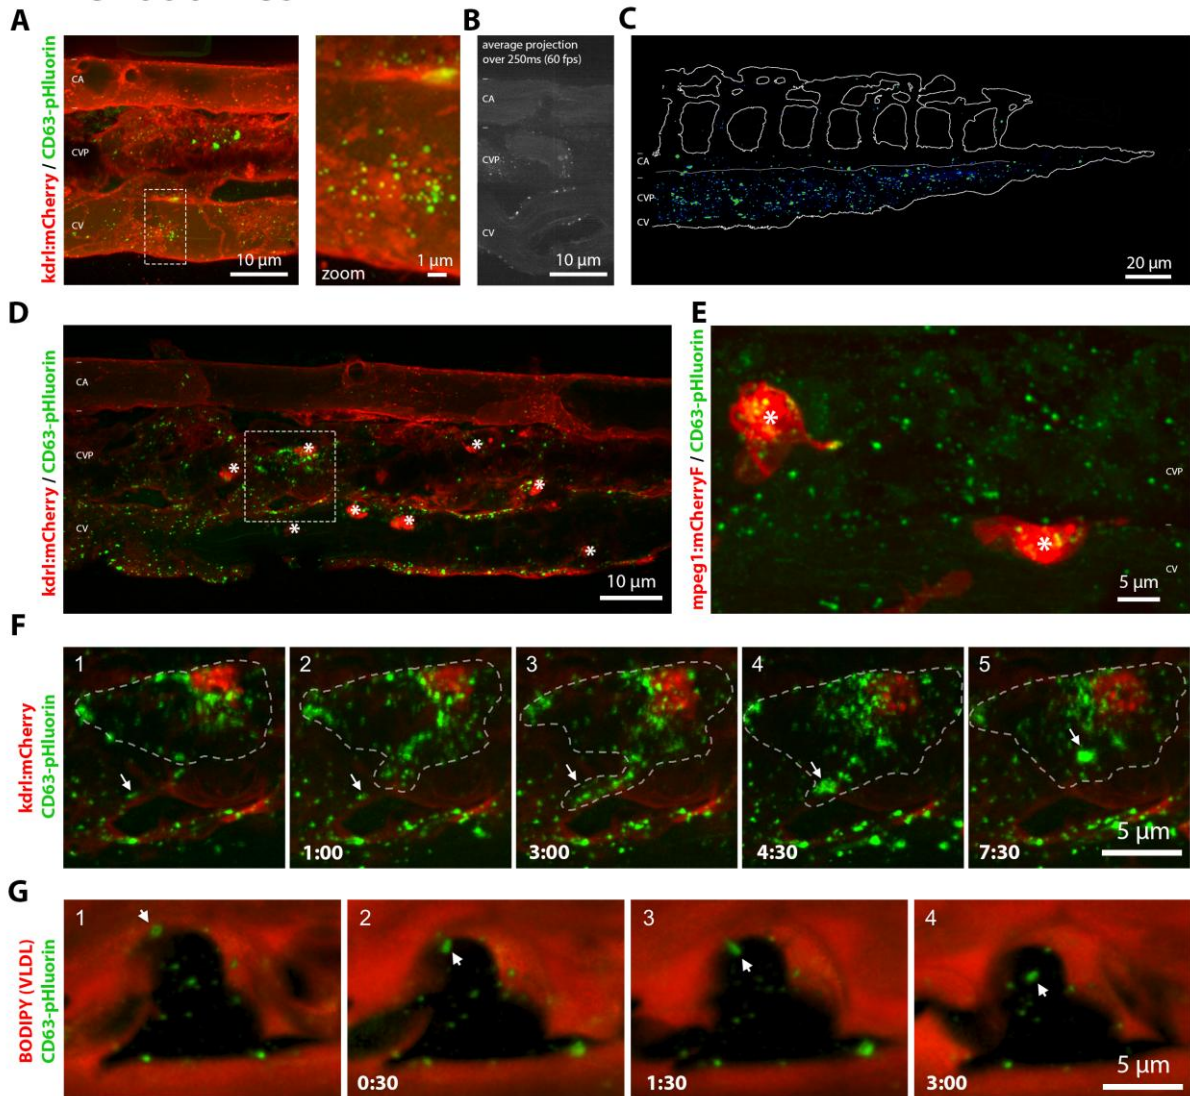 A
kdrl:mCherry / CD63-pHluorin
CA
CVP
CV
10 µm
zoom
1 µm
B
average projection
over 250ms (60 fps)
CA
CVP
CV
10 µm
C
CA
CVP
CV
20 µm
D
kdrl:mCherry / CD63-pHluorin
CA
CVP
CV
* * * * * * * *
10 µm
E
mpeg1:mCherryF / CD63-pHluorin
*
*
CVP
CV
5 µm
F
kdrl:mCherry
CD63-pHluorin
1
2
1:00
3
3:00
4
4:30
5
7:30
5 µm
G
BODIPY (VLDL)
CD63-pHluorin
1
2
0:30
3
1:30
4
3:00
5 µm